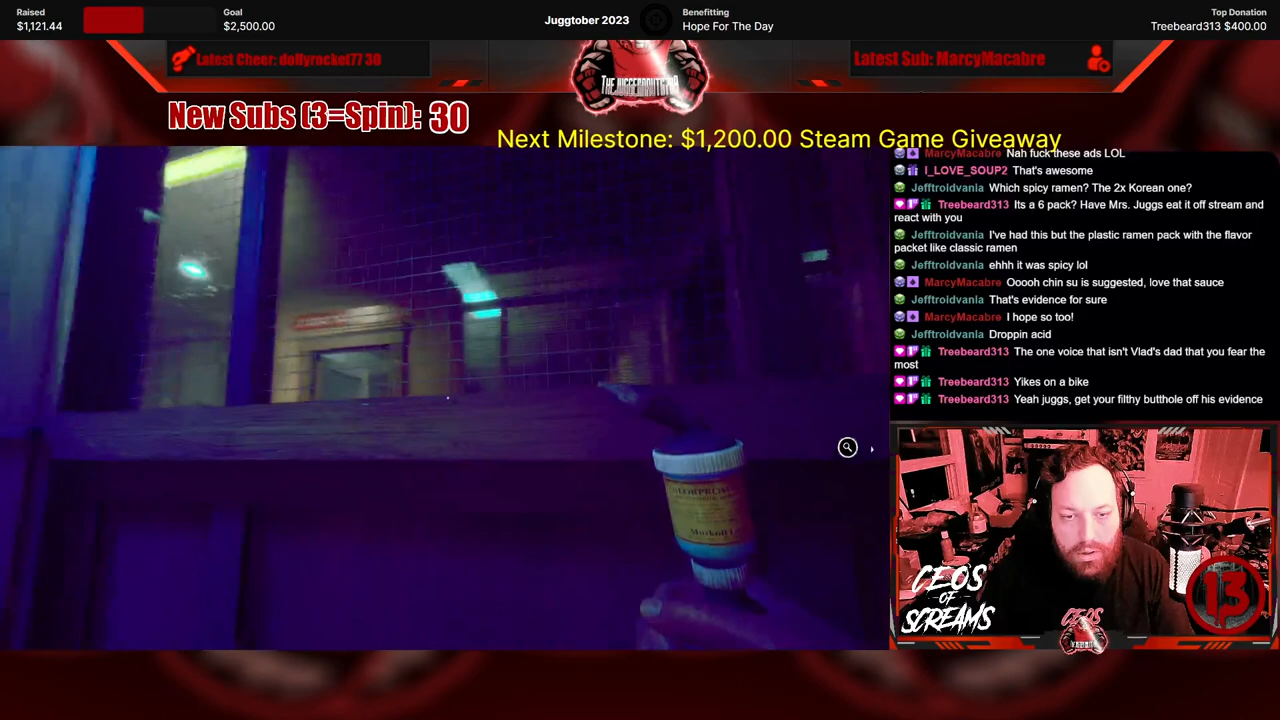 Raised
$1,121.44
Goal
$2,500.00
Juggtober 2023
Benefitting
Hope For The Day
Top Donation
Treebeard313 $400.00
Latest Cheer: dollyrocket77 30
THEJUGGERNAUT
Latest Sub: MarcyMacabre
New Subs (3=Spin): 30
Next Milestone: $1,200.00 Steam Game Giveaway
MarcyMacabre Nah fuck these ads LOL
I_LOVE_SOUP2 That's awesome
Jefftroldvania Which spicy ramen? The 2x Korean one?
Treebeard313 Its a 6 pack? Have Mrs. Juggs eat it off stream and
react with you
Jefftroldvania I've had this but the plastic ramen pack with the flavor
packet like classic ramen
Jefftroldvania ehhh it was spicy lol
MarcyMacabre Ooooh chin su is suggested, love that sauce
Jefftroldvania That's evidence for sure
MarcyMacabre I hope so too!
Jefftroldvania Droppin acid
Treebeard313 The one voice that isn't Vlad's dad that you fear the
most
Treebeard313 Yikes on a bike
Treebeard313 Yeah juggs, get your filthy butthole off his evidence
CEOS
OF
SCREAMS
CEOS
13